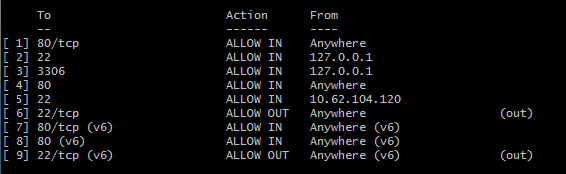 To                         Action      From
     --                         ------      ----
[ 1] 80/tcp                     ALLOW IN    Anywhere
[ 2] 22                         ALLOW IN    127.0.0.1
[ 3] 3306                       ALLOW IN    127.0.0.1
[ 4] 80                         ALLOW IN    Anywhere
[ 5] 22                         ALLOW IN    10.62.104.120
[ 6] 22/tcp                     ALLOW OUT   Anywhere                   (out)
[ 7] 80/tcp (v6)                ALLOW IN    Anywhere (v6)
[ 8] 80 (v6)                    ALLOW IN    Anywhere (v6)
[ 9] 22/tcp (v6)                ALLOW OUT   Anywhere (v6)              (out)